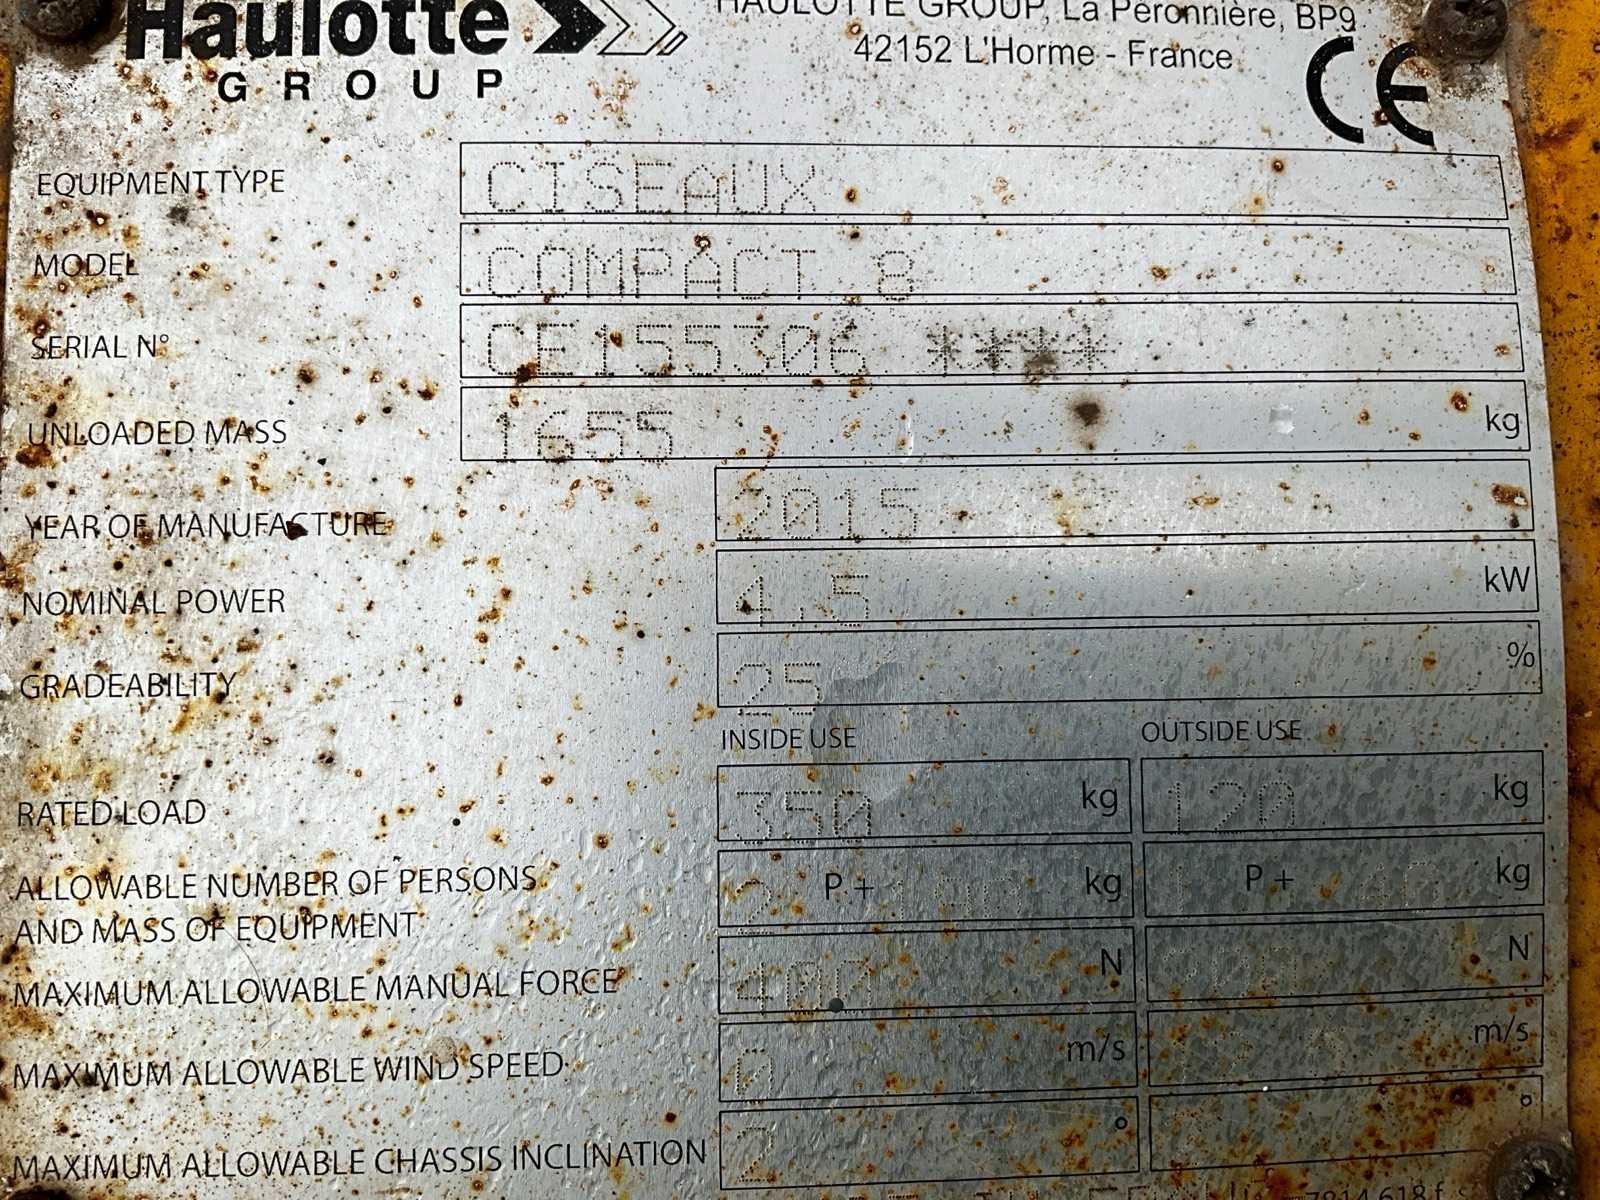 Haulotte
GROUP
HAULOTTE GROUP, La Péronnière, BP9
42152 L'Horme - France
CE
EQUIPMENT TYPE CISEAUX
MODEL COMPACT 8
SERIAL N° CE155306 ****
UNLOADED MASS 1655 kg
YEAR OF MANUFACTURE 2015
NOMINAL POWER 4.5 kW
GRADEABILITY 25 %
INSIDE USE OUTSIDE USE
RATED LOAD 350 kg 120 kg
ALLOWABLE NUMBER OF PERSONS 2 P + kg P + kg
AND MASS OF EQUIPMENT
MAXIMUM ALLOWABLE MANUAL FORCE 400 N N
MAXIMUM ALLOWABLE WIND SPEED 0 m/s m/s
MAXIMUM ALLOWABLE CHASSIS INCLINATION 2 ° °